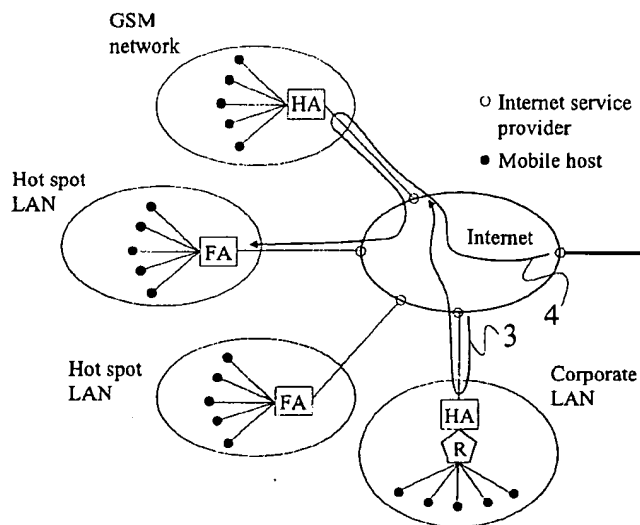 GSM
network
HA
Internet service
provider
Mobile host
Hot spot
LAN
FA
Internet
4
3
Hot spot
LAN
FA
Corporate
LAN
HA
R